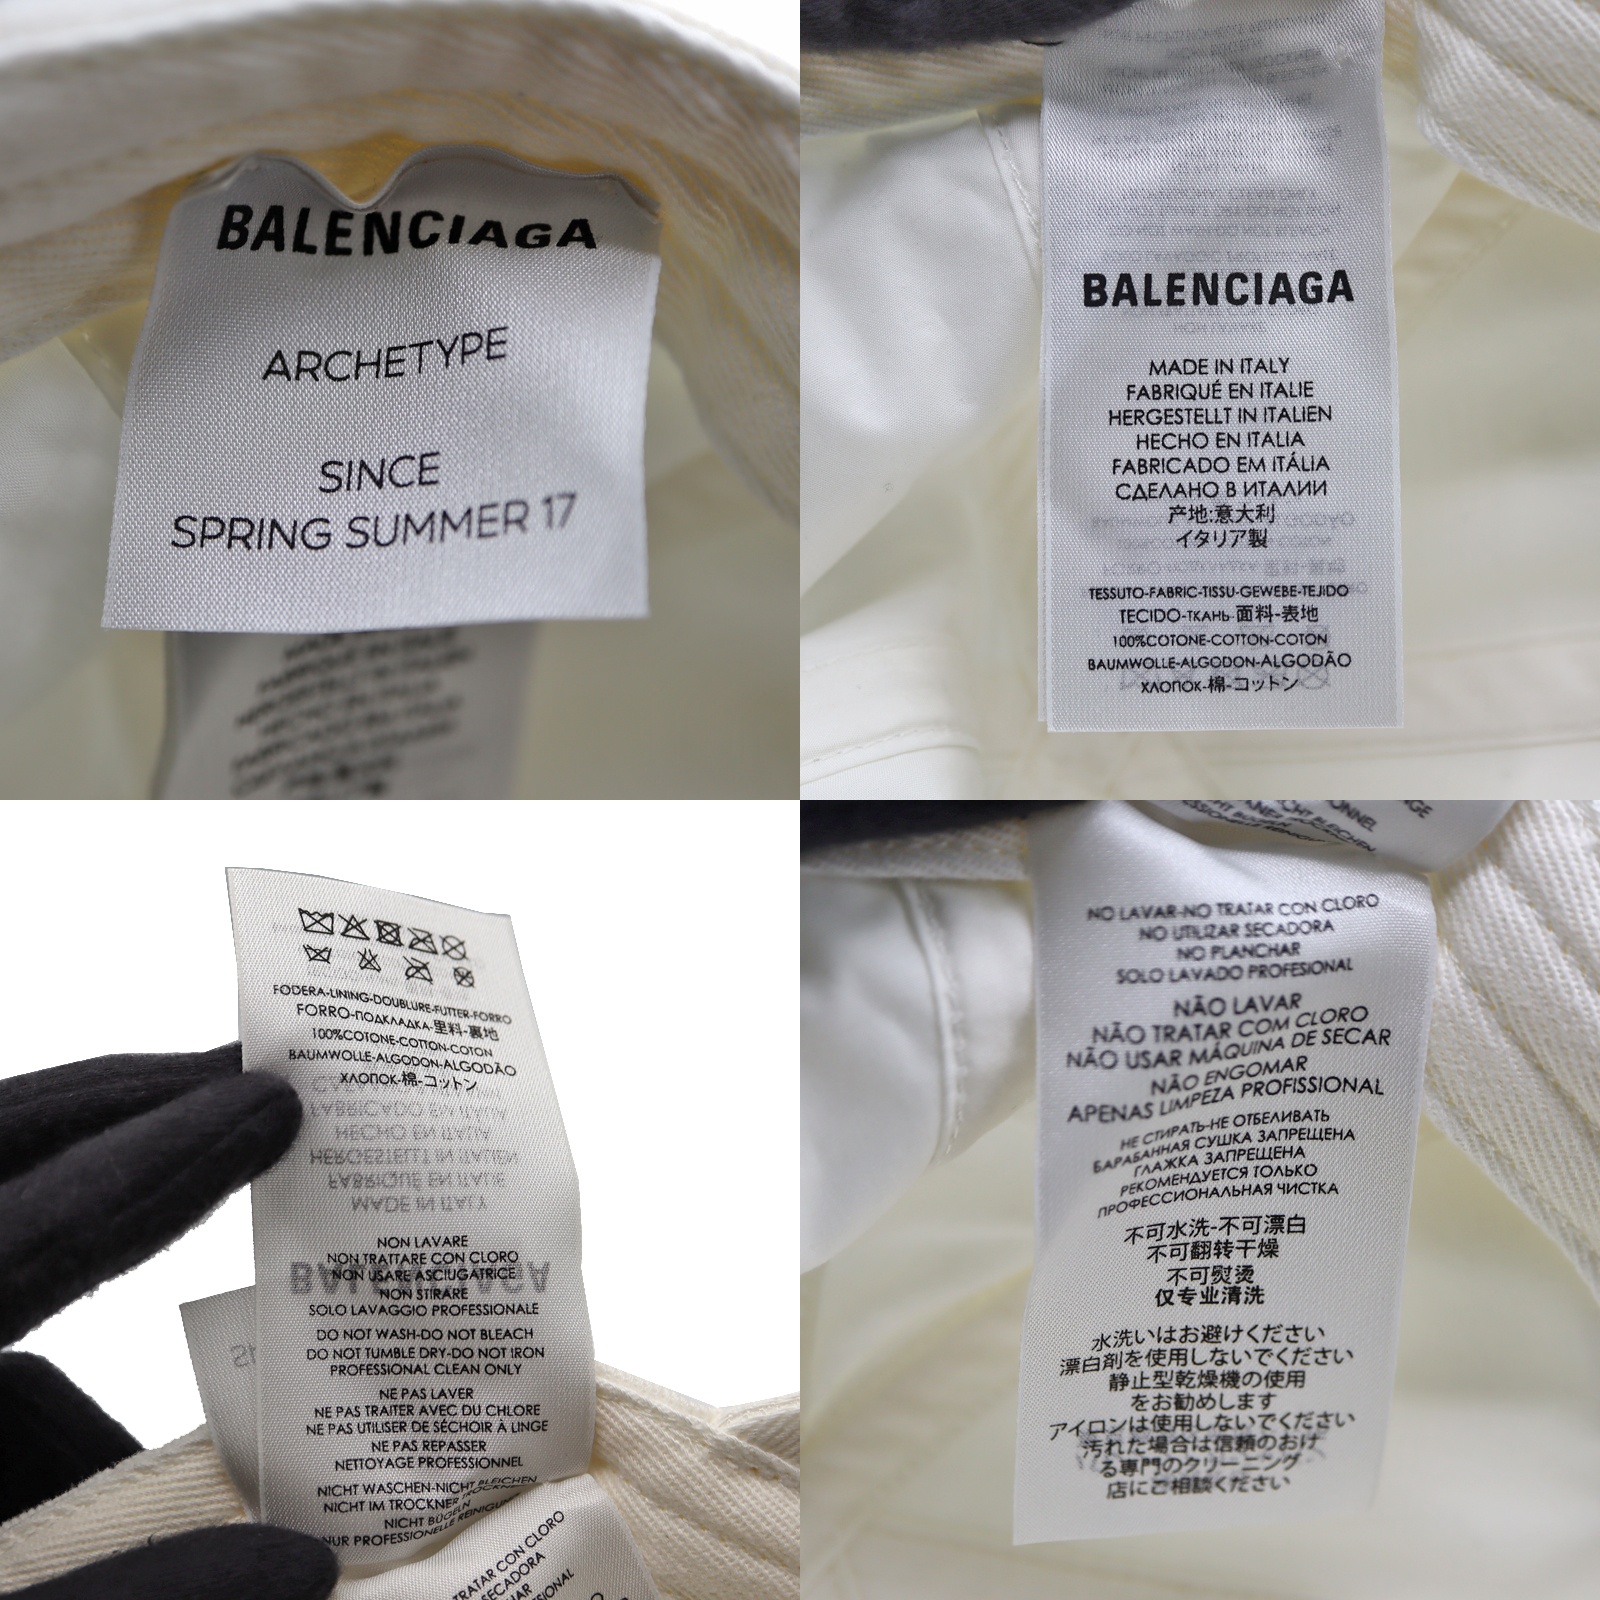 BALENCIAGA
ARCHETYPE
SINCE
SPRING SUMMER 17
BALENCIAGA
MADE IN ITALY
FABRIQUÉ EN ITALIE
HERGESTELLT IN ITALIEN
HECHO EN ITALIA
FABRICADO EM ITÁLIA
СДЕЛАНО В ИТАЛИИ
产地:意大利
イタリア製
TESSUTO-FABRIC-TISSU-GEWEBE-TEJIDO
TECIDO-ТКАНЬ-面料-表地
100%COTONE-COTTON-COTON
BAUMWOLLE-ALGODON-ALGODÃO
ХЛОПОК-棉-コットン
FODERA-LINING-DOUBLURE-FUTTER-FORRO
FORRO-ПОДКЛАДКА-里料-裏地
100%COTONE-COTTON-COTON
BAUMWOLLE-ALGODON-ALGODÃO
ХЛОПОК-棉-コットン
NON LAVARE
NON TRATTARE CON CLORO
NON USARE ASCIUGATRICE
NON STIRARE
SOLO LAVAGGIO PROFESSIONALE
DO NOT WASH-DO NOT BLEACH
DO NOT TUMBLE DRY-DO NOT IRON
PROFESSIONAL CLEAN ONLY
NE PAS LAVER
NE PAS TRAITER AVEC DU CHLORE
NE PAS UTILISER DE SÉCHOIR À LINGE
NE PAS REPASSER
NETTOYAGE PROFESSIONNEL
NICHT WASCHEN-NICHT BLEICHEN
NICHT IM TROCKNER TROCKNEN
NICHT BÜGELN
NUR PROFESSIONELLE REINIGUNG
TRATAR CON CLORO
SECADORA
NO LAVAR-NO TRATAR CON CLORO
NO UTILIZAR SECADORA
NO PLANCHAR
SOLO LAVADO PROFESIONAL
NÃO LAVAR
NÃO TRATAR COM CLORO
NÃO USAR MÁQUINA DE SECAR
NÃO ENGOMAR
APENAS LIMPEZA PROFISSIONAL
НЕ СТИРАТЬ-НЕ ОТБЕЛИВАТЬ
БАРАБАННАЯ СУШКА ЗАПРЕЩЕНА
ГЛАЖКА ЗАПРЕЩЕНА
РЕКОМЕНДУЕТСЯ ТОЛЬКО
ПРОФЕССИОНАЛЬНАЯ ЧИСТКА
不可水洗-不可漂白
不可翻转干燥
不可熨烫
仅专业清洗
水洗いはお避けください
漂白剤を使用しないでください
静止型乾燥機の使用
をお勧めします
アイロンは使用しないでください
汚れた場合は信頼のおけ
る専門のクリーニング
店にご相談ください